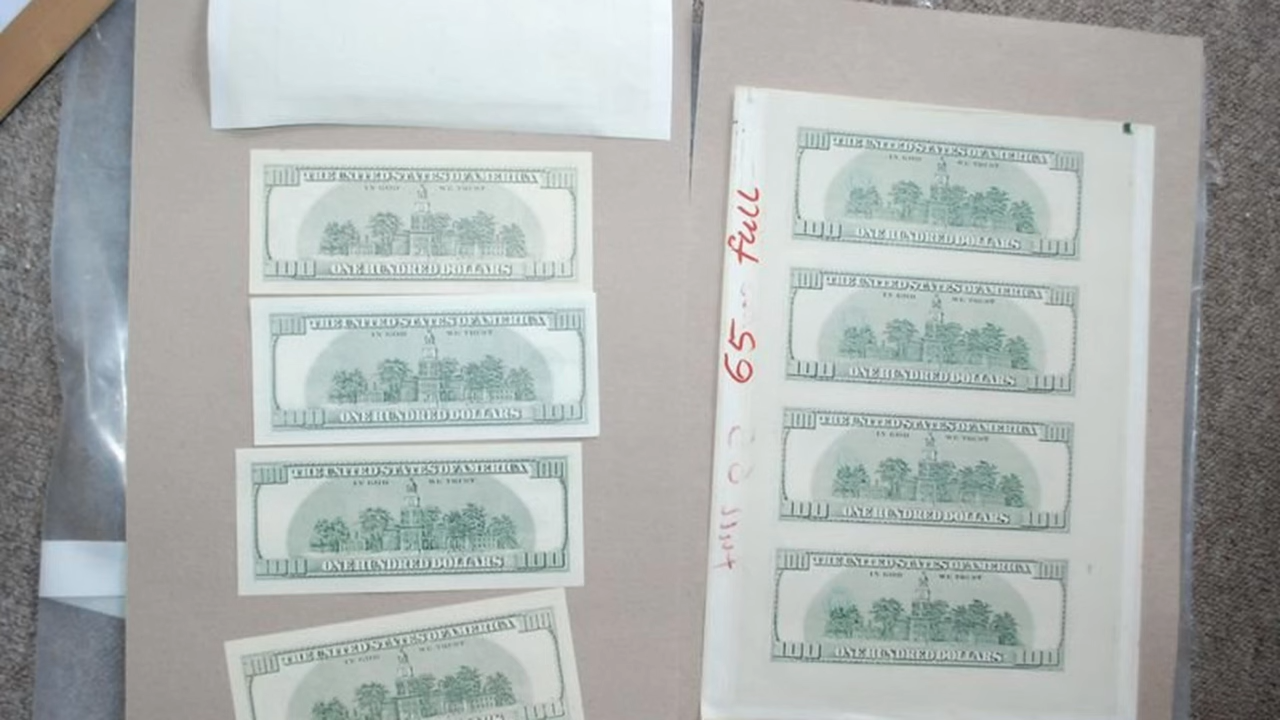 THE UNITED STATES OF AMERICA
IN GOD WE TRUST
100 ONE HUNDRED DOLLARS 100
THE UNITED STATES OF AMERICA 100
IN GOD WE TRUST
100 ONE HUNDRED DOLLARS 100
THE UNITED STATES OF AMERICA 100
IN GOD WE TRUST
100 ONE HUNDRED DOLLARS 100
100 THE UNITED STATES OF AMERICA 100
IN GOD WE TRUST
DOLLARS 100
65 full
100 THE UNITED STATES OF AMERICA 100
IN GOD WE TRUST
100 ONE HUNDRED DOLLARS 100
100 THE UNITED STATES OF AMERICA 100
IN GOD WE TRUST
100 ONE HUNDRED DOLLARS 100
100 THE UNITED STATES OF AMERICA 100
IN GOD WE TRUST
100 ONE HUNDRED DOLLARS 100
100 THE UNITED STATES OF AMERICA 100
IN GOD WE TRUST
100 ONE HUNDRED DOLLARS 100